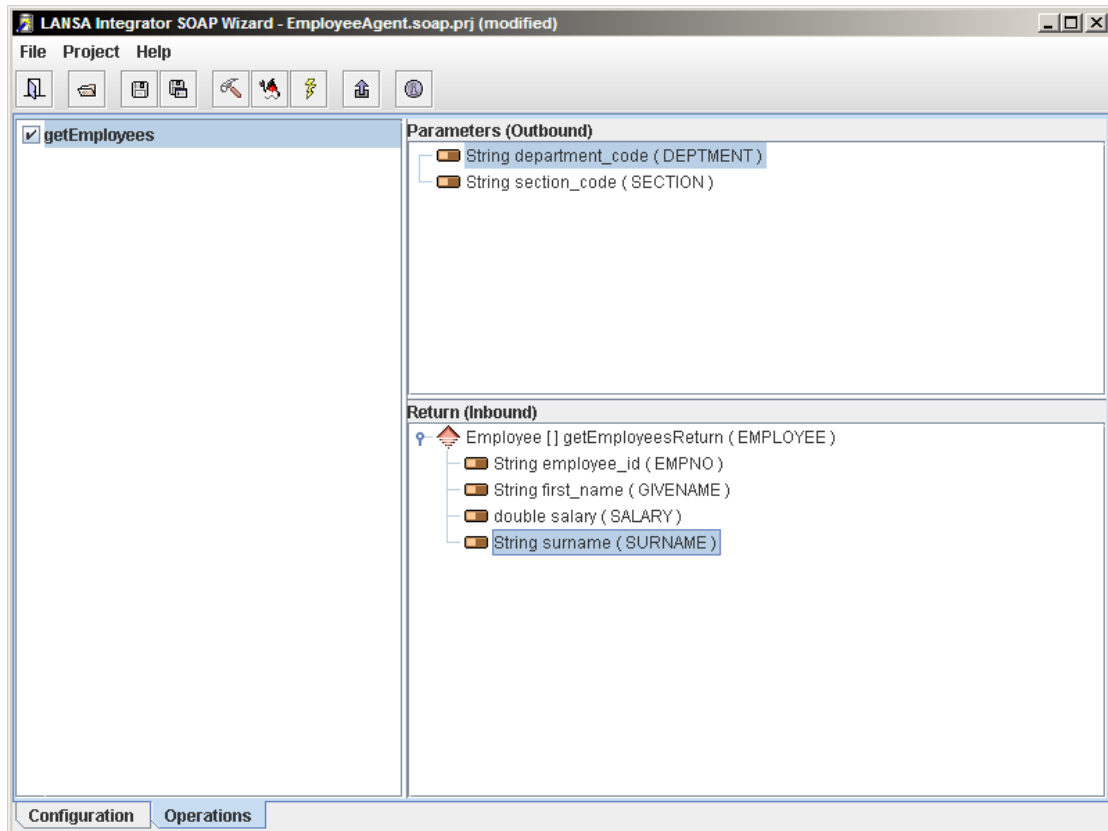 LANSA Integrator SOAP Wizard - EmployeeAgent.soap.prj (modified)
File Project Help
getEmployees
Parameters (Outbound)
String department_code ( DEPTMENT )
String section_code ( SECTION )
Return (Inbound)
Employee [ ] getEmployeesReturn ( EMPLOYEE )
String employee_id ( EMPNO )
String first_name ( GIVENAME )
double salary ( SALARY )
String surname ( SURNAME )
Configuration Operations